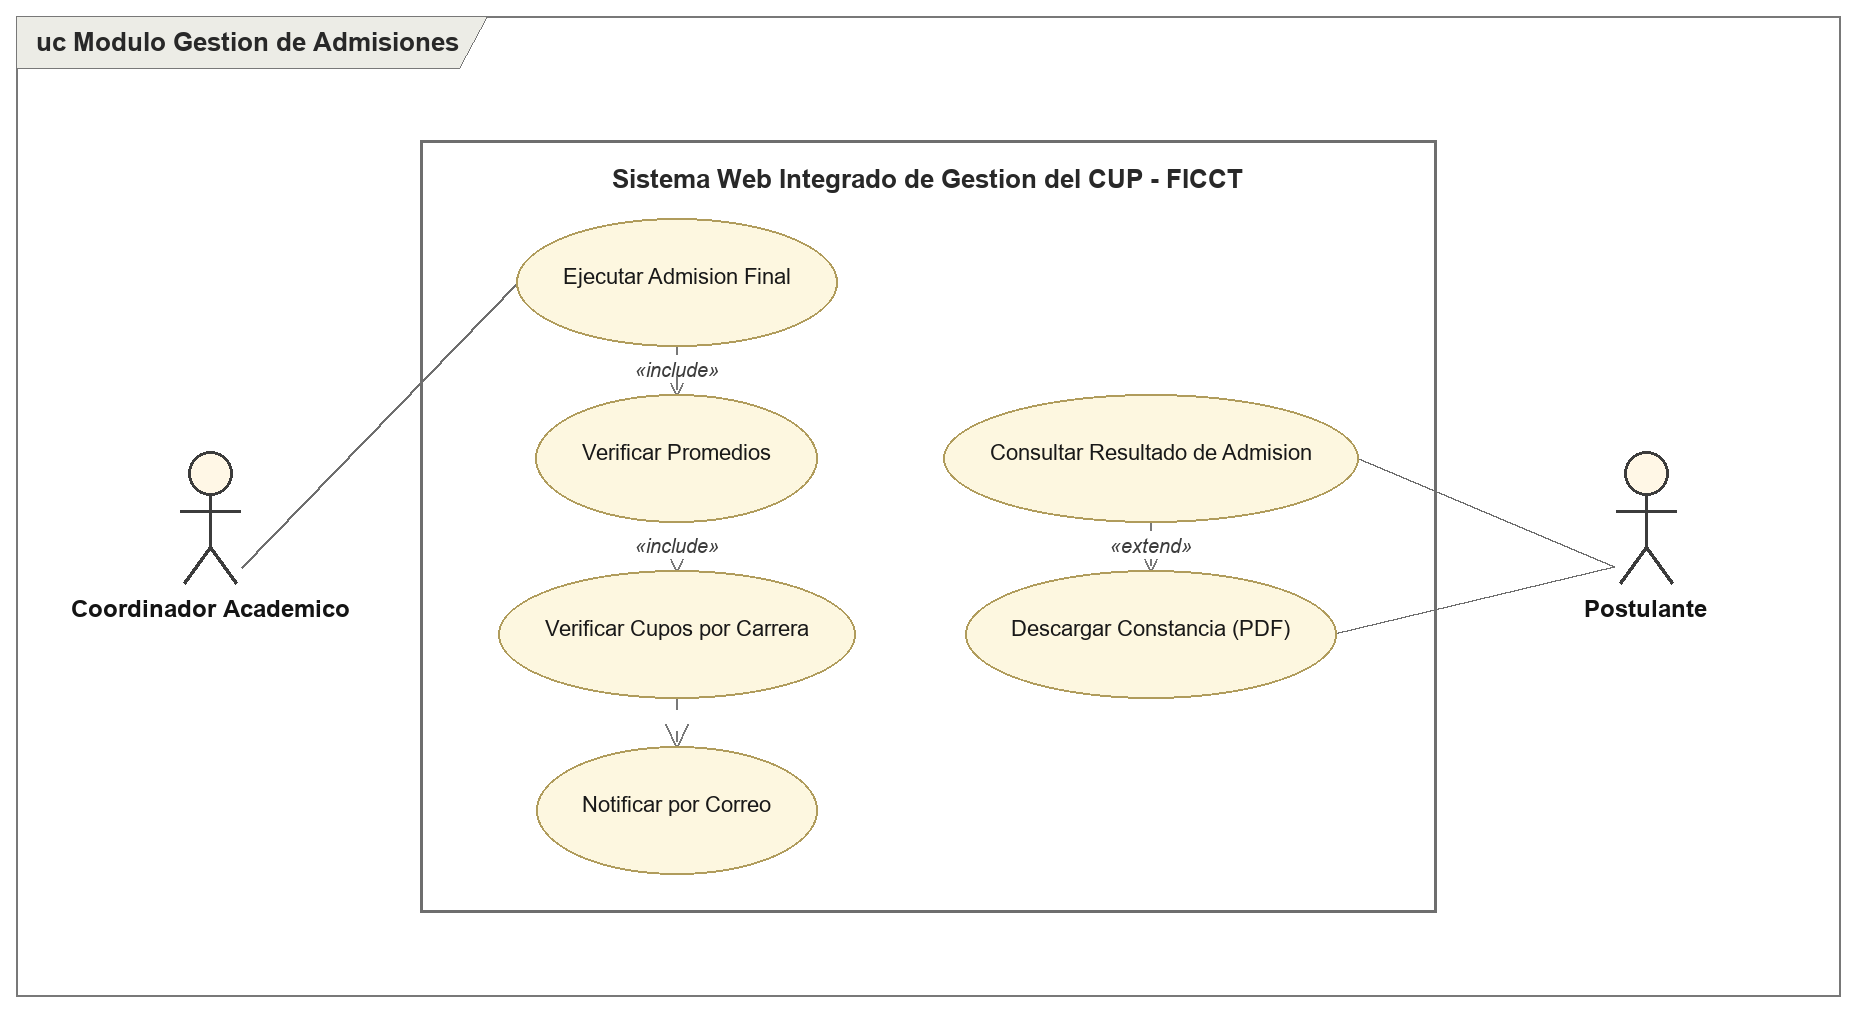 uc Modulo Gestion de Admisiones
Sistema Web Integrado de Gestion del CUP - FICCT
Ejecutar Admision Final
«include»
Verificar Promedios
Consultar Resultado de Admision
«include»
«extend»
Verificar Cupos por Carrera
Descargar Constancia (PDF)
Coordinador Academico
Postulante
Notificar por Correo